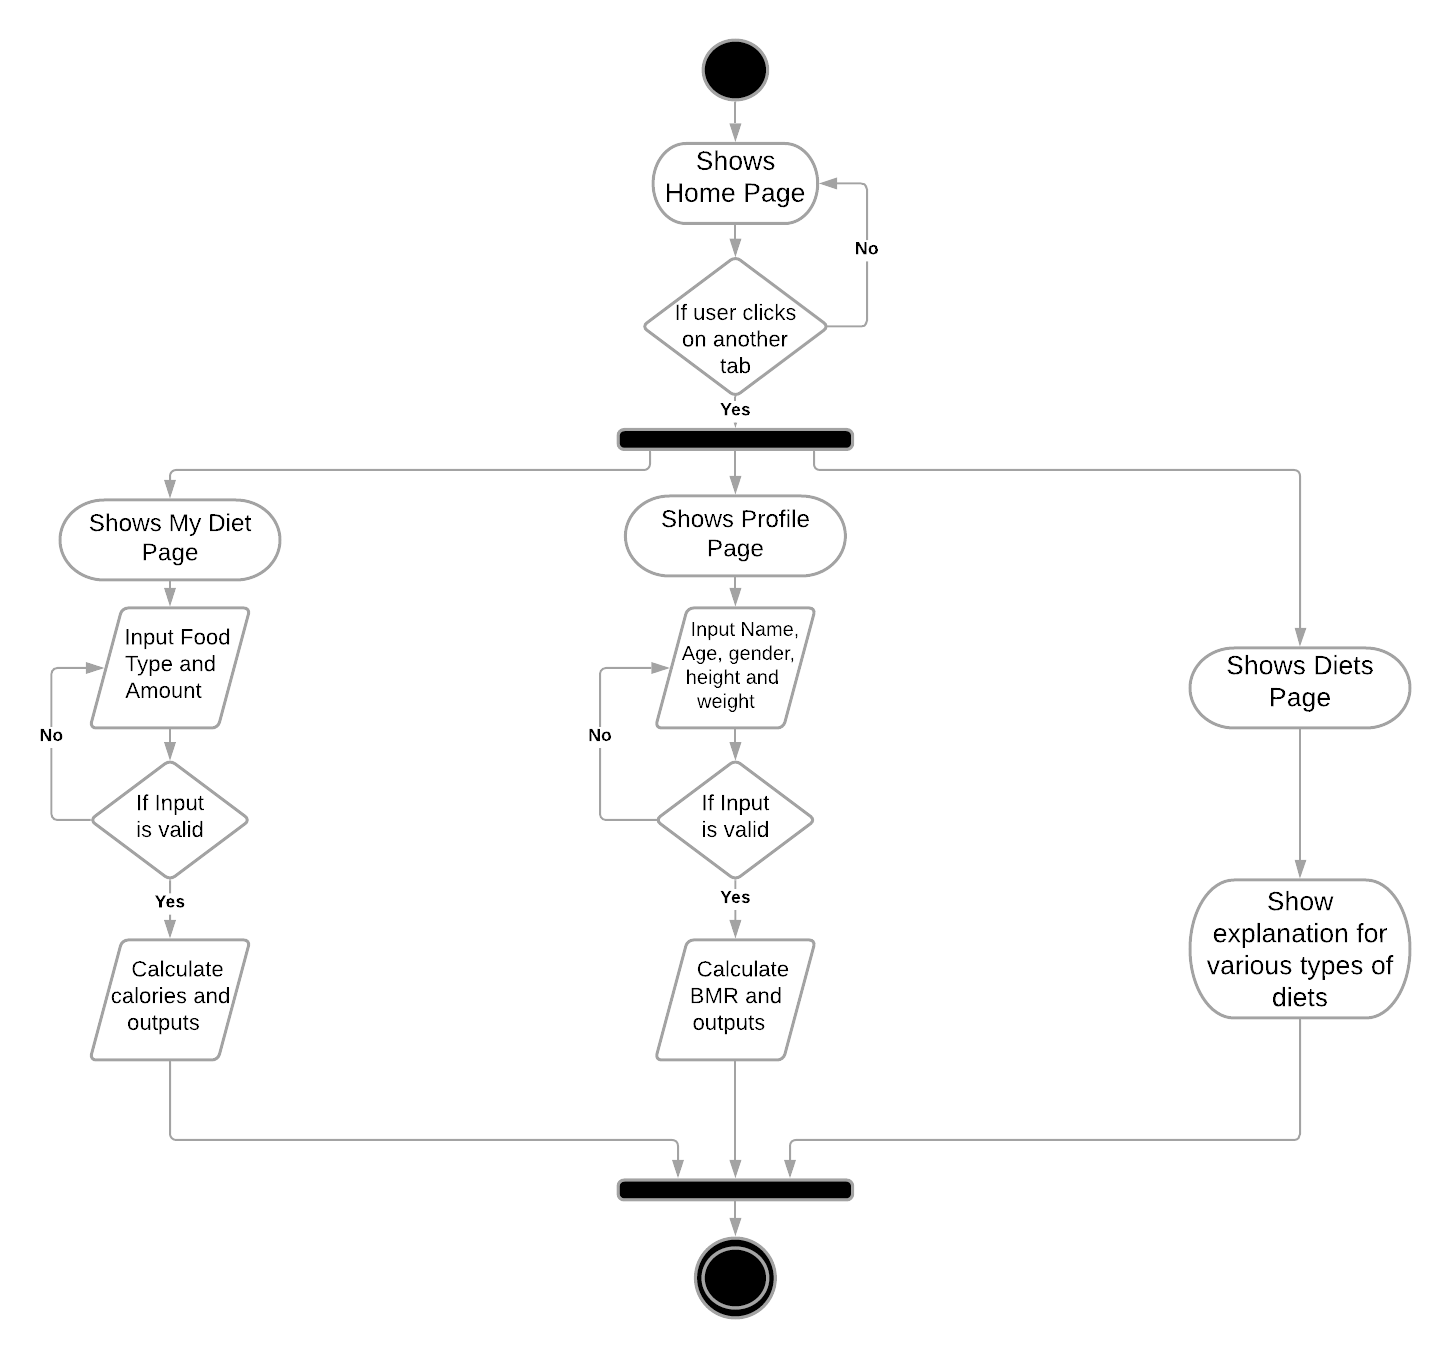 Shows
Home Page
No
If user clicks
on another
tab
Yes
Shows My Diet
Page
Input Food
Type and
Amount
No
If Input
is valid
Yes
Calculate
calories and
outputs
Shows Profile
Page
Input Name,
Age, gender,
height and
weight
No
If Input
is valid
Yes
Calculate
BMR and
outputs
Shows Diets
Page
Show
explanation for
various types of
diets